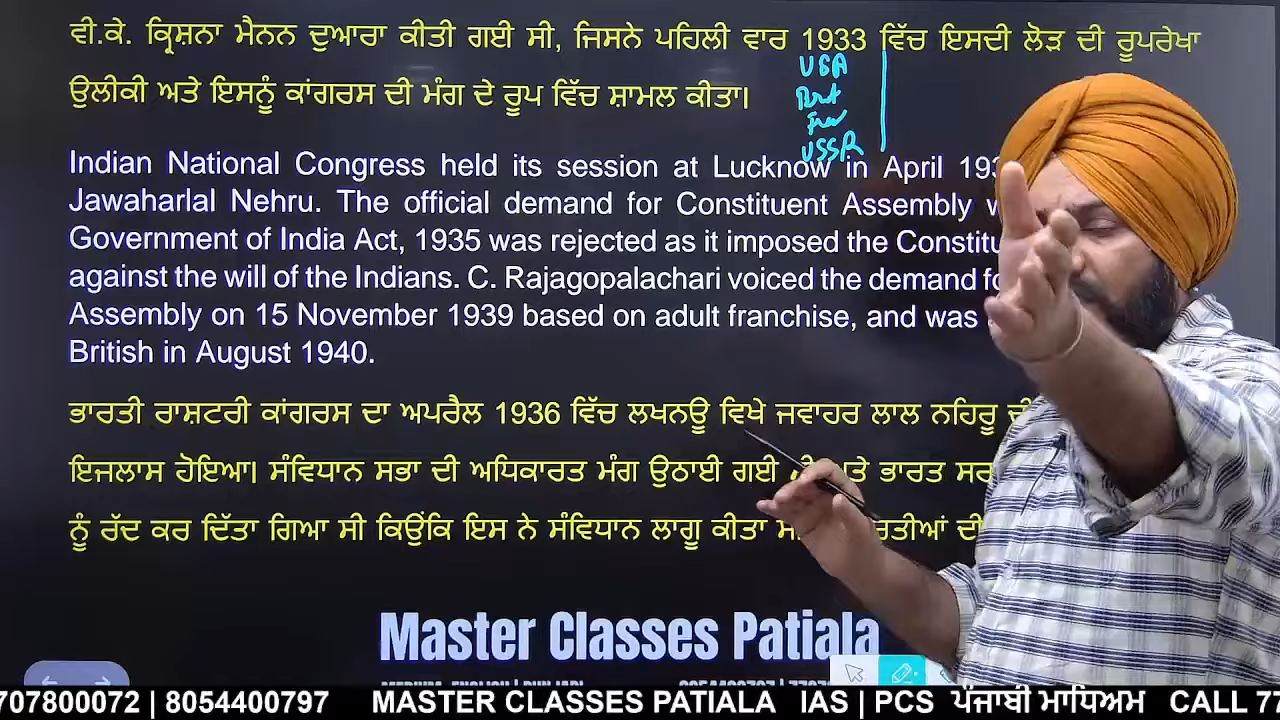 ਵੀ.ਕੇ. ਕ੍ਰਿਸ਼ਨਾ ਮੈਨਨ ਦੁਆਰਾ ਕੀਤੀ ਗਈ ਸੀ, ਜਿਸਨੇ ਪਹਿਲੀ ਵਾਰ 1933 ਵਿੱਚ ਇਸਦੀ ਲੋੜ ਦੀ ਰੂਪਰੇਖਾ
USA
ਉਲੀਕੀ ਅਤੇ ਇਸਨੂੰ ਕਾਂਗਰਸ ਦੀ ਮੰਗ ਦੇ ਰੂਪ ਵਿੱਚ ਸ਼ਾਮਲ ਕੀਤਾ।
USSR
Indian National Congress held its session at Lucknow in April 193
Jawaharlal Nehru. The official demand for Constituent Assembly
Government of India Act, 1935 was rejected as it imposed the Constitu
against the will of the Indians. C. Rajagopalachari voiced the demand
Assembly on 15 November 1939 based on adult franchise, and was
British in August 1940.
ਭਾਰਤੀ ਰਾਸ਼ਟਰੀ ਕਾਂਗਰਸ ਦਾ ਅਪਰੈਲ 1936 ਵਿੱਚ ਲਖਨਊ ਵਿਖੇ ਜਵਾਹਰ ਲਾਲ ਨਹਿਰੂ
ਇਜਲਾਸ ਹੋਇਆ। ਸੰਵਿਧਾਨ ਸਭਾ ਦੀ ਅਧਿਕਾਰਤ ਮੰਗ ਉਠਾਈ ਗਈ ਭਾਰਤ
ਨੂੰ ਰੱਦ ਕਰ ਦਿੱਤਾ ਗਿਆ ਸੀ ਕਿਉਂਕਿ ਇਸ ਨੇ ਸੰਵਿਧਾਨ ਲਾਗੂ ਕੀਤਾ
Master Classes Patiala
707800072 | 8054400797 MASTER CLASSES PATIALA IAS | PCS ਪੰਜਾਬੀ ਮਾਧਿਅਮ CALL 77